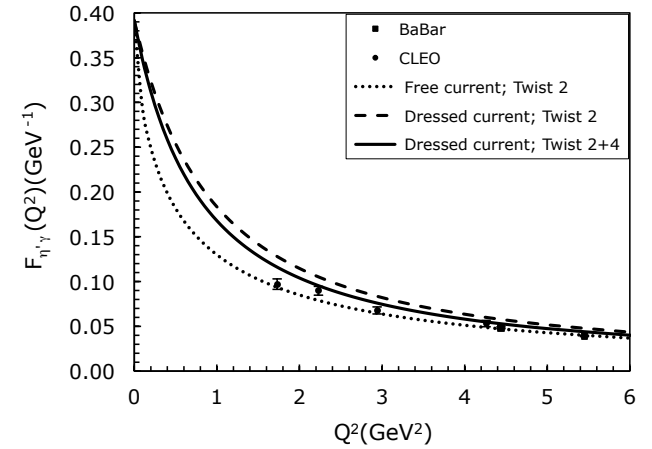 0.40
0.35
0.30
0.25
0.20
0.15
0.10
0.05
0.00
F_{η'γ}(Q²)(GeV⁻¹)
BaBar
CLEO
Free current; Twist 2
Dressed current; Twist 2
Dressed current; Twist 2+4
0 1 2 3 4 5 6
Q²(GeV²)